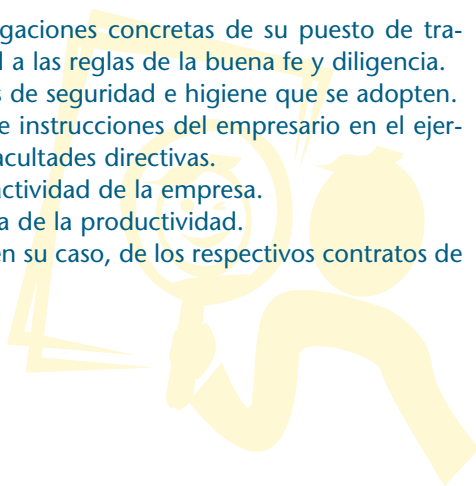 gaciones concretas de su puesto de tra-
a las reglas de la buena fe y diligencia.
de seguridad e higiene que se adopten.
e instrucciones del empresario en el ejer-
acultades directivas.
actividad de la empresa.
de la productividad.
en su caso, de los respectivos contratos de